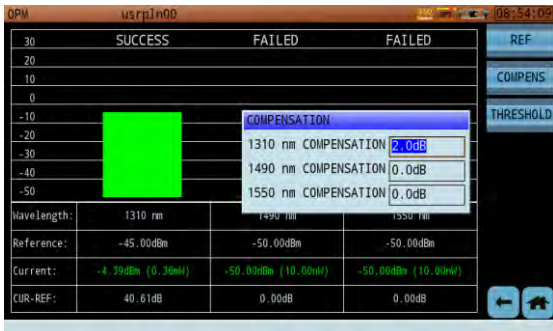 OPM usrpln00 08:54:09
30 SUCCESS FAILED FAILED REF
20
10 COMPENS
0
-10 COMPENSATION THRESHOLD
-20 1310 nm COMPENSATION 2.0dB
-30 1490 nm COMPENSATION 0.0dB
-40
-50 1550 nm COMPENSATION 0.0dB
Wavelength: 1310 nm 1490 nm 1550 nm
Reference: -45.00dBm -50.00dBm -50.00dBm
Current: -4.39dBm (0.36mW) -50.00dBm (10.00nW) -50.00dBm (10.00nW)
CUR-REF: 40.61dB 0.00dB 0.00dB